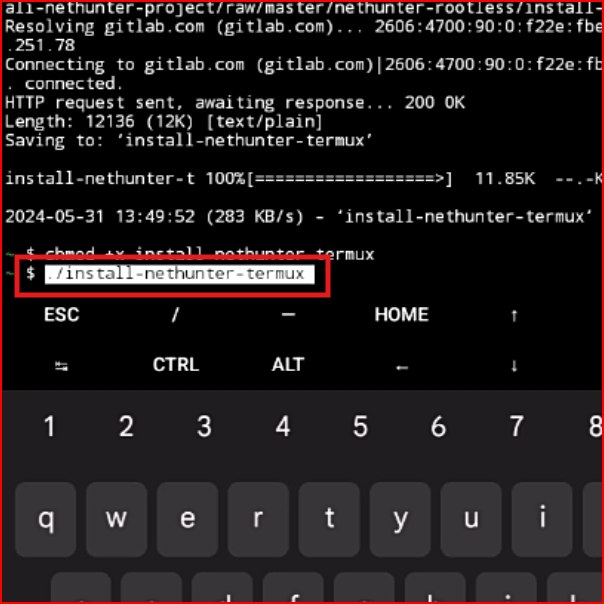 ali-nethunter-project/raw/master/nethunter-rootless/install-
Resolving gitlab.com (gitlab.com)... 2606:4700:90:0:f22e:fbe
.251.78
Connecting to gitlab.com (gitlab.com)|2606:4700:90:0:f22e:fb
. connected.
HTTP request sent, awaiting response... 200 OK
Length: 12136 (12K) [text/plain]
Saving to: ‘install-nethunter-termux’
install-nethunter-t 100%[===================>] 11.85K --.-K
2024-05-31 13:49:52 (283 KB/s) - ‘install-nethunter-termux‘
~ $ chmod +x install-nethunter-termux
~ $ ./install-nethunter-termux
ESC / — HOME ↑
↹ CTRL ALT ← ↓
1 2 3 4 5 6 7 8
q w e r t y u i